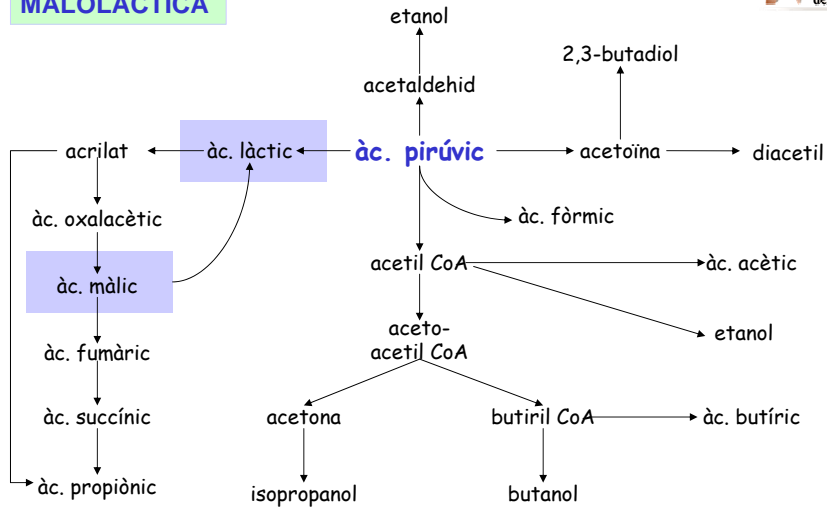 MALOLÀCTICA
etanol
2,3-butadiol
acetaldehid
acrilat
àc. làctic
àc. pirúvic
acetoïna
diacetil
àc. oxalacètic
àc. fòrmic
acetil CoA
àc. acètic
àc. màlic
etanol
aceto-
acetil CoA
àc. fumàric
àc. succínic
acetona
butiril CoA
àc. butíric
àc. propiònic
isopropanol
butanol